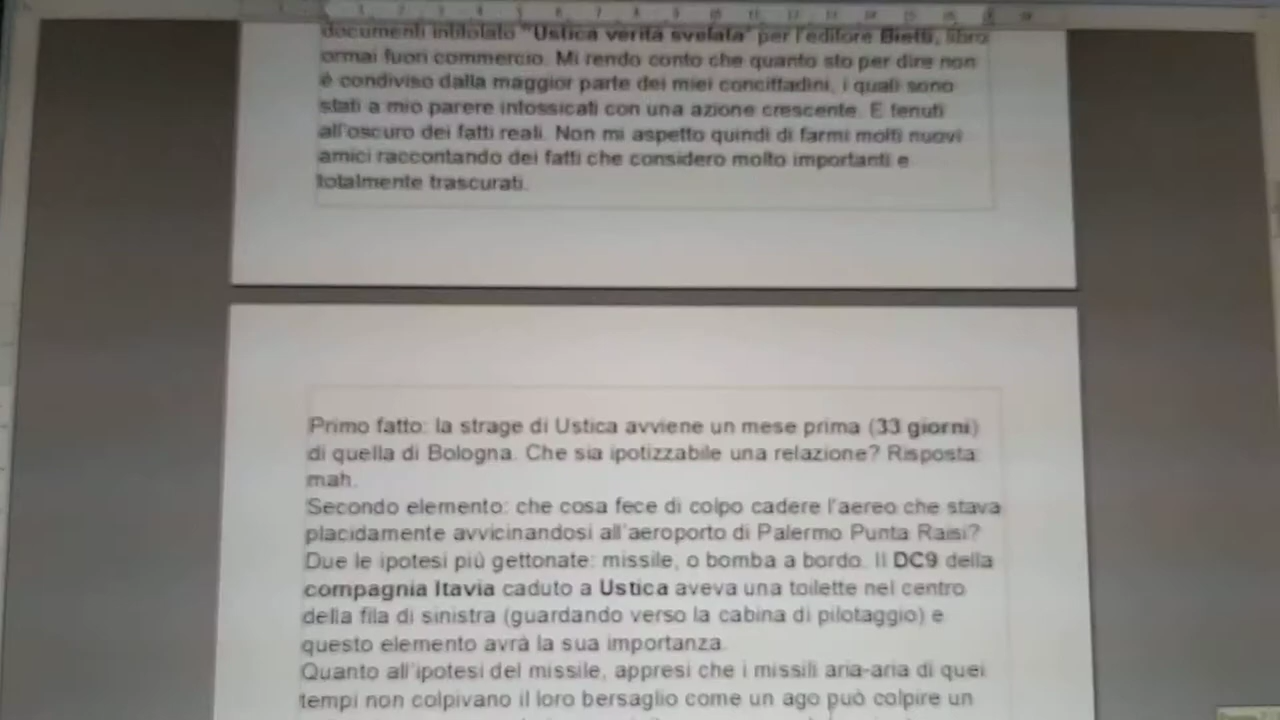 documenti intitolato "Ustica verità svelata" per l'editore Bietti, libro
ormai fuori commercio. Mi rendo conto che quanto sto per dire non
è condiviso dalla maggior parte dei miei concittadini, i quali sono
stati a mio parere intossicati con una azione crescente. E tenuti
all'oscuro dei fatti reali. Non mi aspetto quindi di farmi molti nuovi
amici raccontando dei fatti che considero molto importanti e
totalmente trascurati.
Primo fatto: la strage di Ustica avviene un mese prima (33 giorni)
di quella di Bologna. Che sia ipotizzabile una relazione? Risposta:
mah.
Secondo elemento: che cosa fece di colpo cadere l'aereo che stava
placidamente avvicinandosi all'aeroporto di Palermo Punta Raisi?
Due le ipotesi più gettonate: missile, o bomba a bordo. Il DC9 della
compagnia Itavia caduto a Ustica aveva una toilette nel centro
della fila di sinistra (guardando verso la cabina di pilotaggio) e
questo elemento avrà la sua importanza.
Quanto all'ipotesi del missile, appresi che i missili aria-aria di quei
tempi non colpivano il loro bersaglio come un ago può colpire un